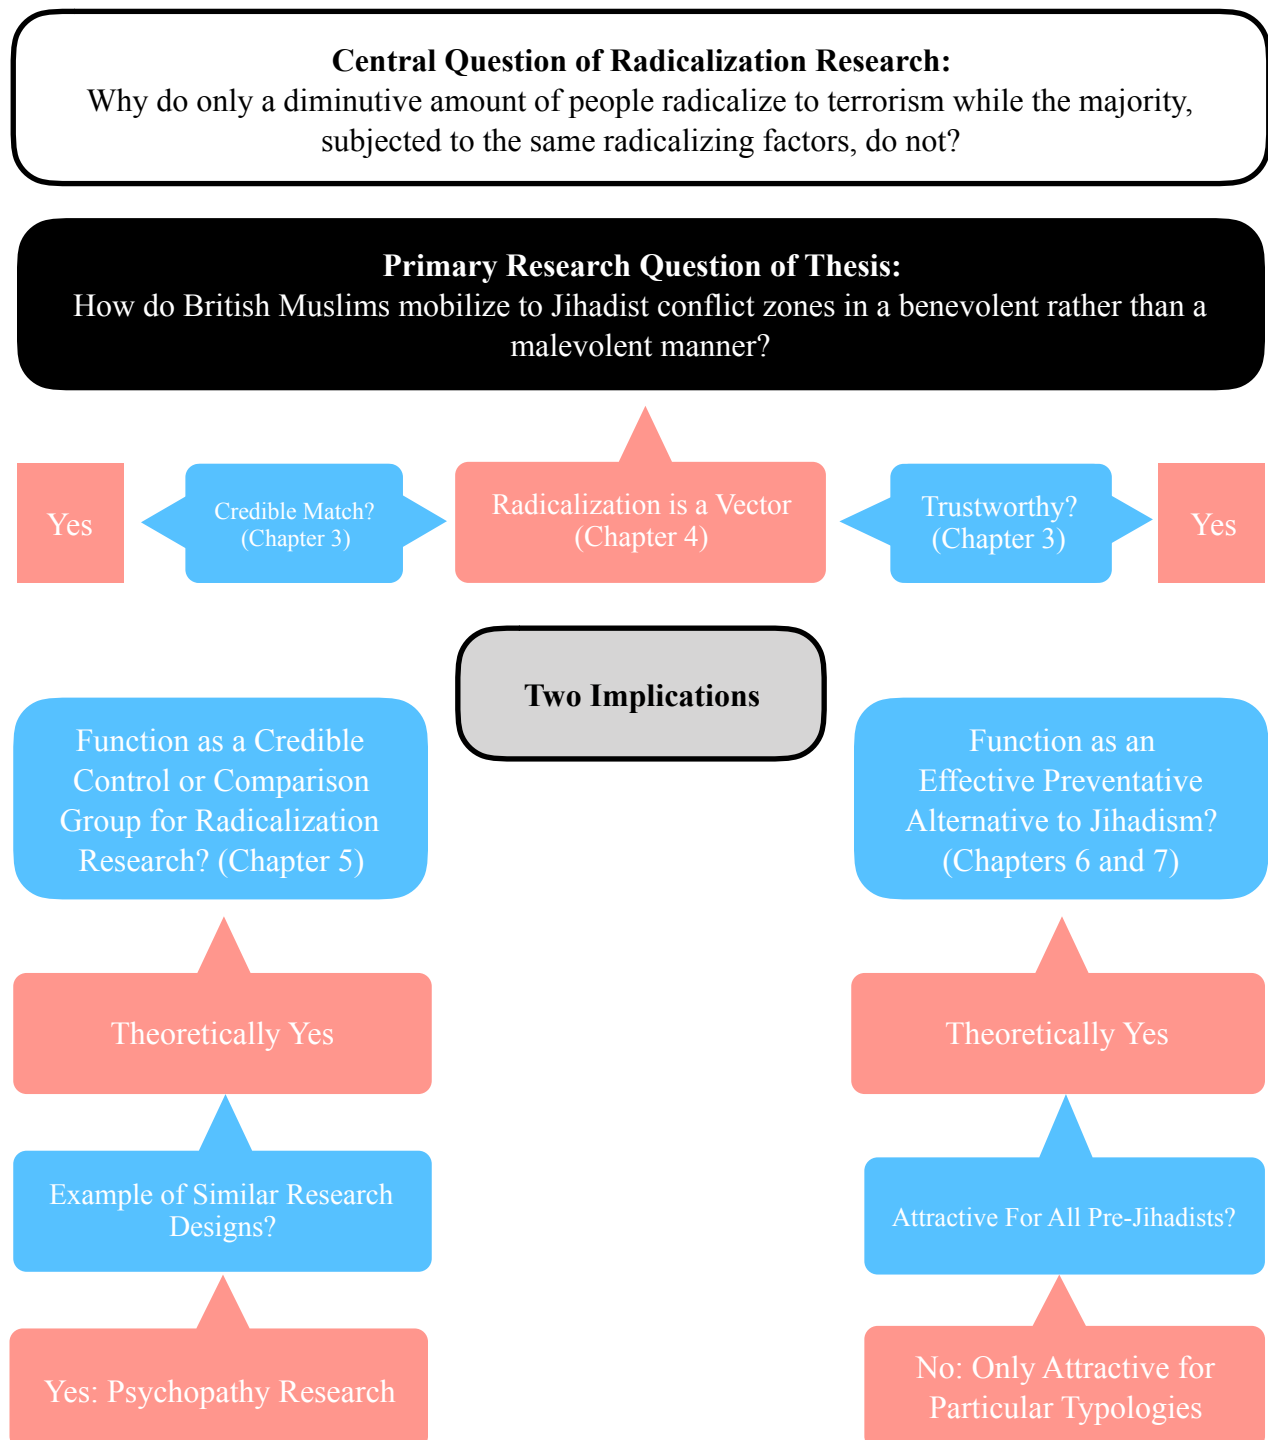 Central Question of Radicalization Research:
Why do only a diminutive amount of people radicalize to terrorism while the majority,
subjected to the same radicalizing factors, do not?
Primary Research Question of Thesis:
How do British Muslims mobilize to Jihadist conflict zones in a benevolent rather than a
malevolent manner?
Yes
Credible Match?
(Chapter 3)
Radicalization is a Vector
(Chapter 4)
Trustworthy?
(Chapter 3)
Yes
Two Implications
Function as a Credible
Control or Comparison
Group for Radicalization
Research? (Chapter 5)
Function as an
Effective Preventative
Alternative to Jihadism?
(Chapters 6 and 7)
Theoretically Yes
Theoretically Yes
Example of Similar Research
Designs?
Attractive For All Pre-Jihadists?
Yes: Psychopathy Research
No: Only Attractive for
Particular Typologies